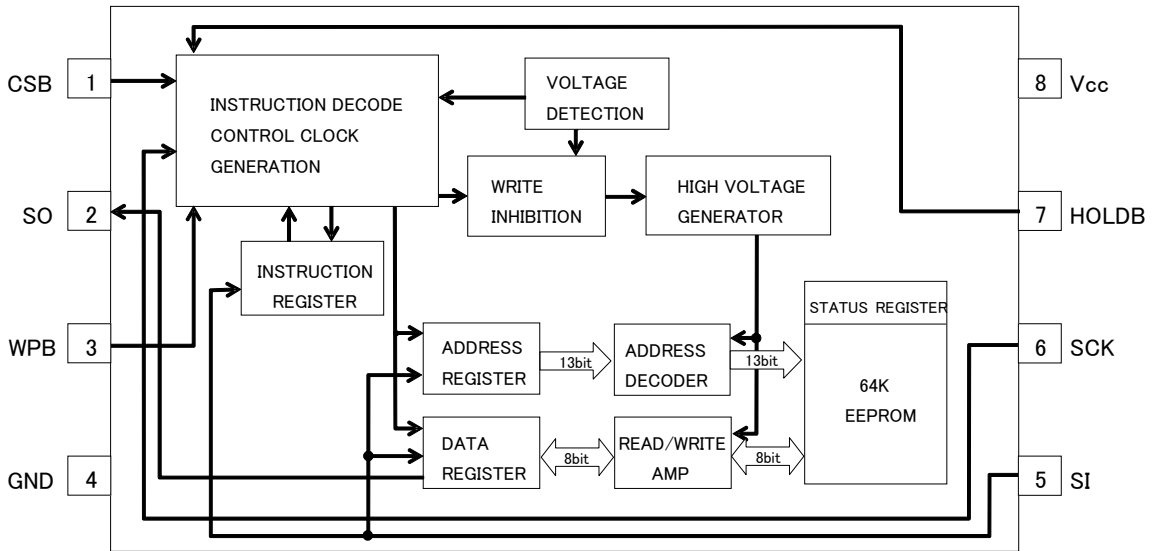 CSB
1
SO
2
WPB
3
GND
4
INSTRUCTION DECODE
CONTROL CLOCK
GENERATION
VOLTAGE
DETECTION
WRITE
INHIBITION
HIGH VOLTAGE
GENERATOR
INSTRUCTION
REGISTER
ADDRESS
REGISTER
13bit
ADDRESS
DECODER
13bit
STATUS REGISTER
64K
EEPROM
DATA
REGISTER
8bit
READ/WRITE
AMP
8bit
8
Vcc
7
HOLDB
6
SCK
5
SI